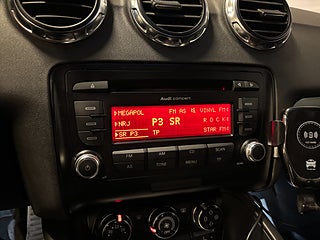 Audi concert
MEGAPOL FM AS VINYL FM
NRJ P3 SR ROCK
SR P3 TP STAR FM
FM AM CD SCAN
AS TONE MENU